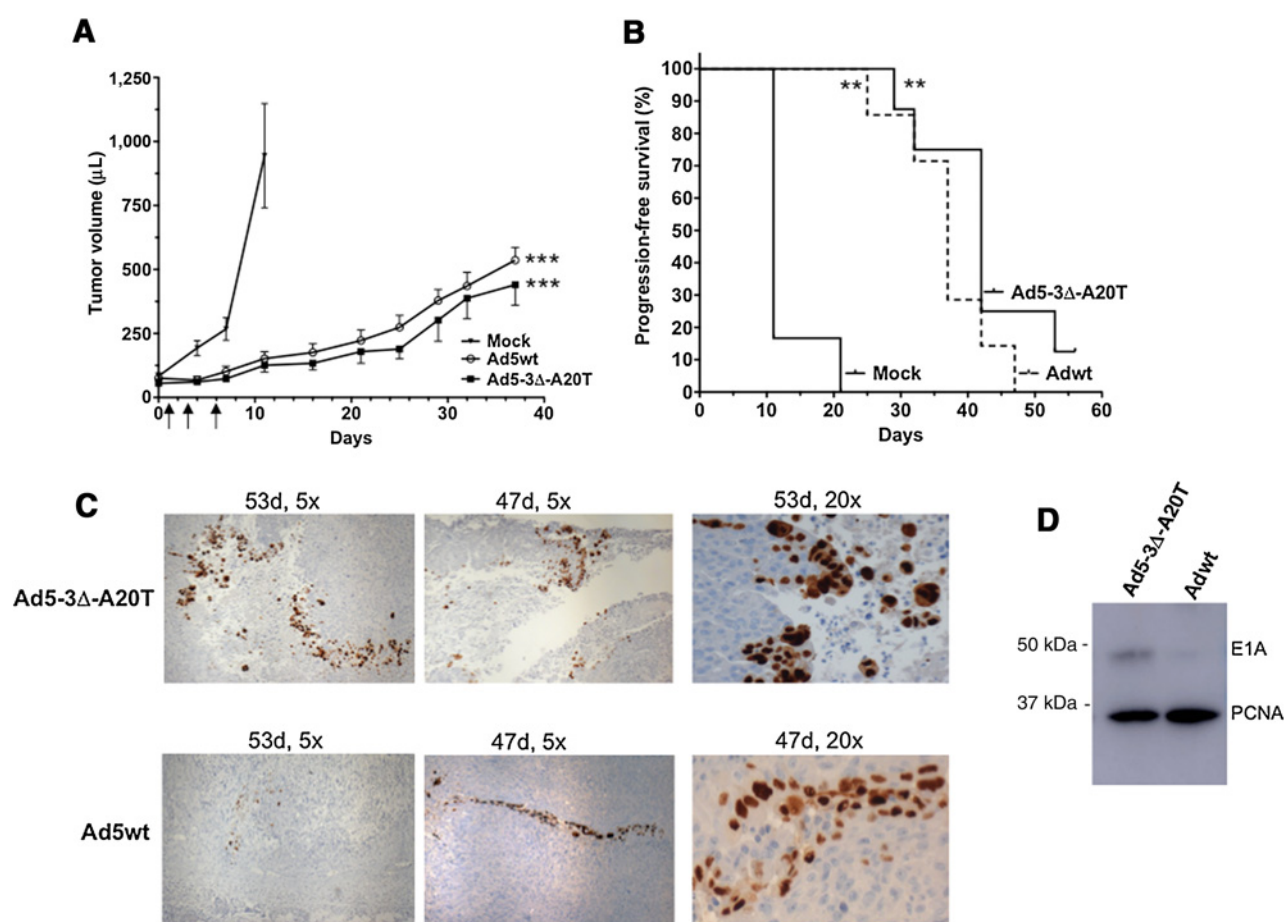 A
Tumor volume (µL)
1,250
1,000
750
500
250
0
0 10 20 30 40
Days
***
***
Mock
Ad5wt
Ad5-3Δ-A20T
B
Progression-free survival (%)
100
90
80
70
60
50
40
30
20
10
0
0 10 20 30 40 50 60
Days
** **
Ad5-3Δ-A20T
Mock
Adwt
C
53d, 5x 47d, 5x 53d, 20x
Ad5-3Δ-A20T
53d, 5x 47d, 5x 47d, 20x
Ad5wt
D
Ad5-3Δ-A20T
Adwt
50 kDa - E1A
37 kDa - PCNA